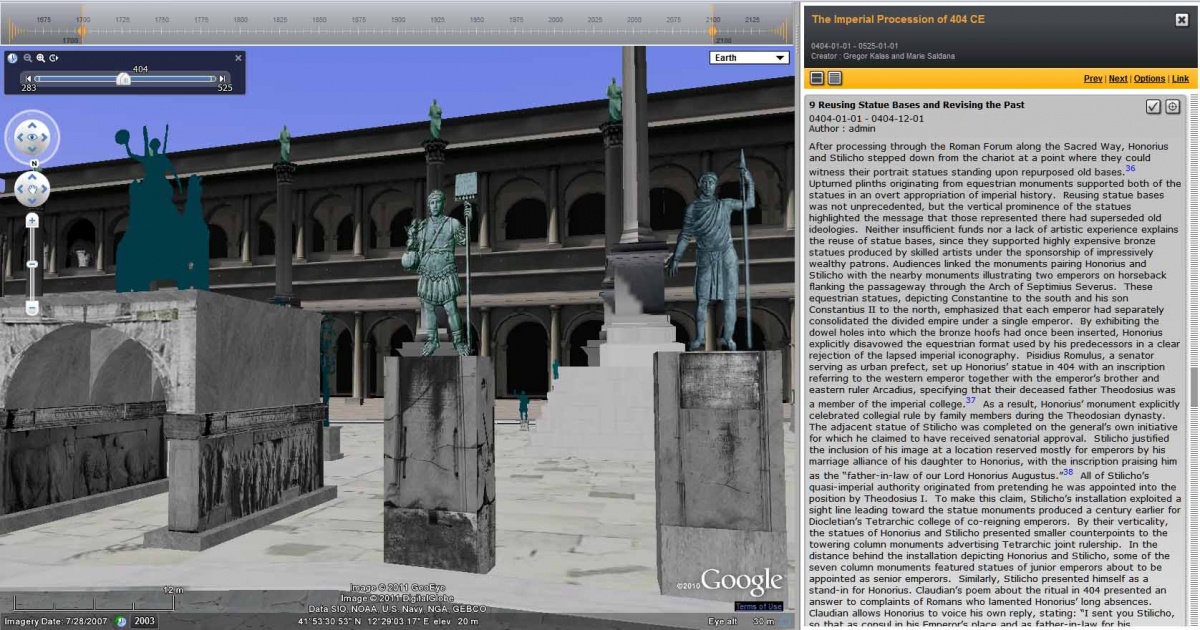 1675 1700 1725 1750 1775 1800 1825 1850 1875 1900 1925 1950 1975 2000 2025 2050 2075 2100 2125
1700 2100
404
283 525
Earth
N
12 m
Image © 2011 GeoEye
Image © 2011 DigitalGlobe
Data SIO, NOAA, U.S. Navy, NGA, GEBCO
©2010 Google
Terms of Use
Imagery Date: 7/28/2007 2003 41°53'30.53" N 12°29'03.17" E elev 20 m Eye alt 30 m
The Imperial Procession of 404 CE
0404-01-01 - 0525-01-01
Creator : Gregor Kalas and Marie Saldana
Prev | Next | Options | Link
9 Reusing Statue Bases and Revising the Past
0404-01-01 - 0404-12-01
Author : admin
After processing through the Roman Forum along the Sacred Way, Honorius
and Stilicho stepped down from the chariot at a point where they could
witness their portrait statues standing upon repurposed old bases.36
Upturned plinths originating from equestrian monuments supported both of the
statues in an overt appropriation of imperial history. Reusing statue bases
was not unprecedented, but the vertical prominence of the statues
highlighted the message that those represented there had superseded old
ideologies. Neither insufficient funds nor a lack of artistic experience explains
the reuse of statue bases, since they supported highly expensive bronze
statues produced by skilled artists under the sponsorship of impressively
wealthy patrons. Audiences linked the monuments pairing Honorius and
Stilicho with the nearby monuments illustrating two emperors on horseback
flanking the passageway through the Arch of Septimius Severus. These
equestrian statues, depicting Constantine to the south and his son
Constantius II to the north, emphasized that each emperor had separately
consolidated the divided empire under a single emperor. By exhibiting the
dowel holes into which the bronze hoofs had once been inserted, Honorius
explicitly disavowed the equestrian format used by his predecessors in a clear
rejection of the lapsed imperial iconography. Pisidius Romulus, a senator
serving as urban prefect, set up Honorius' statue in 404 with an inscription
referring to the western emperor together with the emperor's brother and
eastern ruler Arcadius, specifying that their deceased father Theodosius was
a member of the imperial college.37 As a result, Honorius' monument explicitly
celebrated collegial rule by family members during the Theodosian dynasty.
The adjacent statue of Stilicho was completed on the general's own initiative
for which he claimed to have received senatorial approval. Stilicho justified
the inclusion of his image at a location reserved mostly for emperors by his
marriage alliance of his daughter to Honorius, with the inscription praising him
as the "father-in-law of our Lord Honorius Augustus."38 All of Stilicho's
quasi-imperial authority originated from pretending he was appointed into the
position by Theodosius I. To make this claim, Stilicho's installation exploited a
sight line leading toward the statue monuments produced a century earlier for
Diocletian's Tetrarchic college of co-reigning emperors. By their verticality,
the statues of Honorius and Stilicho presented smaller counterpoints to the
towering column monuments advertising Tetrarchic joint rulership. In the
distance behind the installation depicting Honorius and Stilicho, some of the
seven column monuments featured statues of junior emperors about to be
appointed as senior emperors. Similarly, Stilicho presented himself as a
stand-in for Honorius. Claudian's poem about the ritual in 404 presented an
answer to complaints of Romans who lamented Honorius' long absences.
Claudian allows Honorius to voice his own reply, stating: "I sent you Stilicho,
so that as consul in his Emperor's place and as father-in-law for his